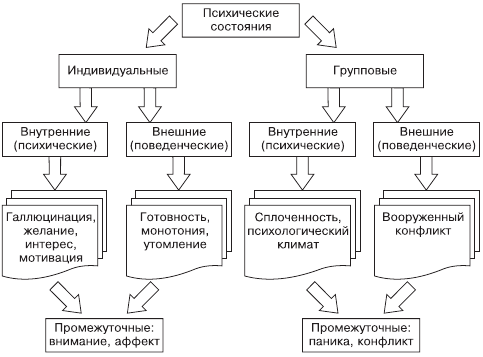 Психические
состояния
Индивидуальные
Групповые
Внутренние
(психические)
Внешние
(поведенческие)
Внутренние
(психические)
Внешние
(поведенческие)
Галлюцинация,
желание,
интерес,
мотивация
Готовность,
монотония,
утомление
Сплоченность,
психологический
климат
Вооруженный
конфликт
Промежуточные:
внимание, аффект
Промежуточные:
паника, конфликт